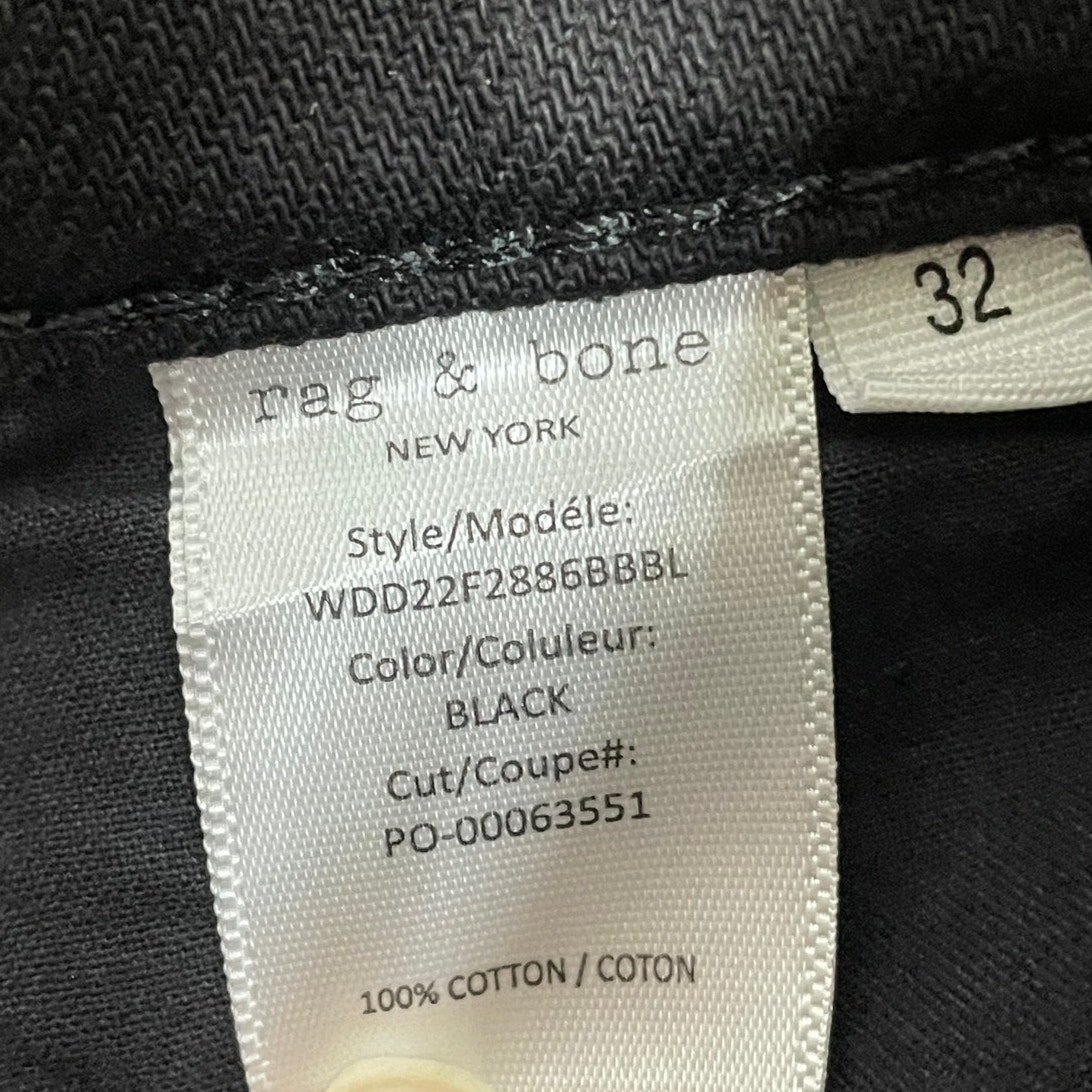 rag & bone
NEW YORK
32
Style/Modéle:
WDD22F2886BBBL
Color/Coluleur:
BLACK
Cut/Coupe#:
PO-00063551
100% COTTON / COTON